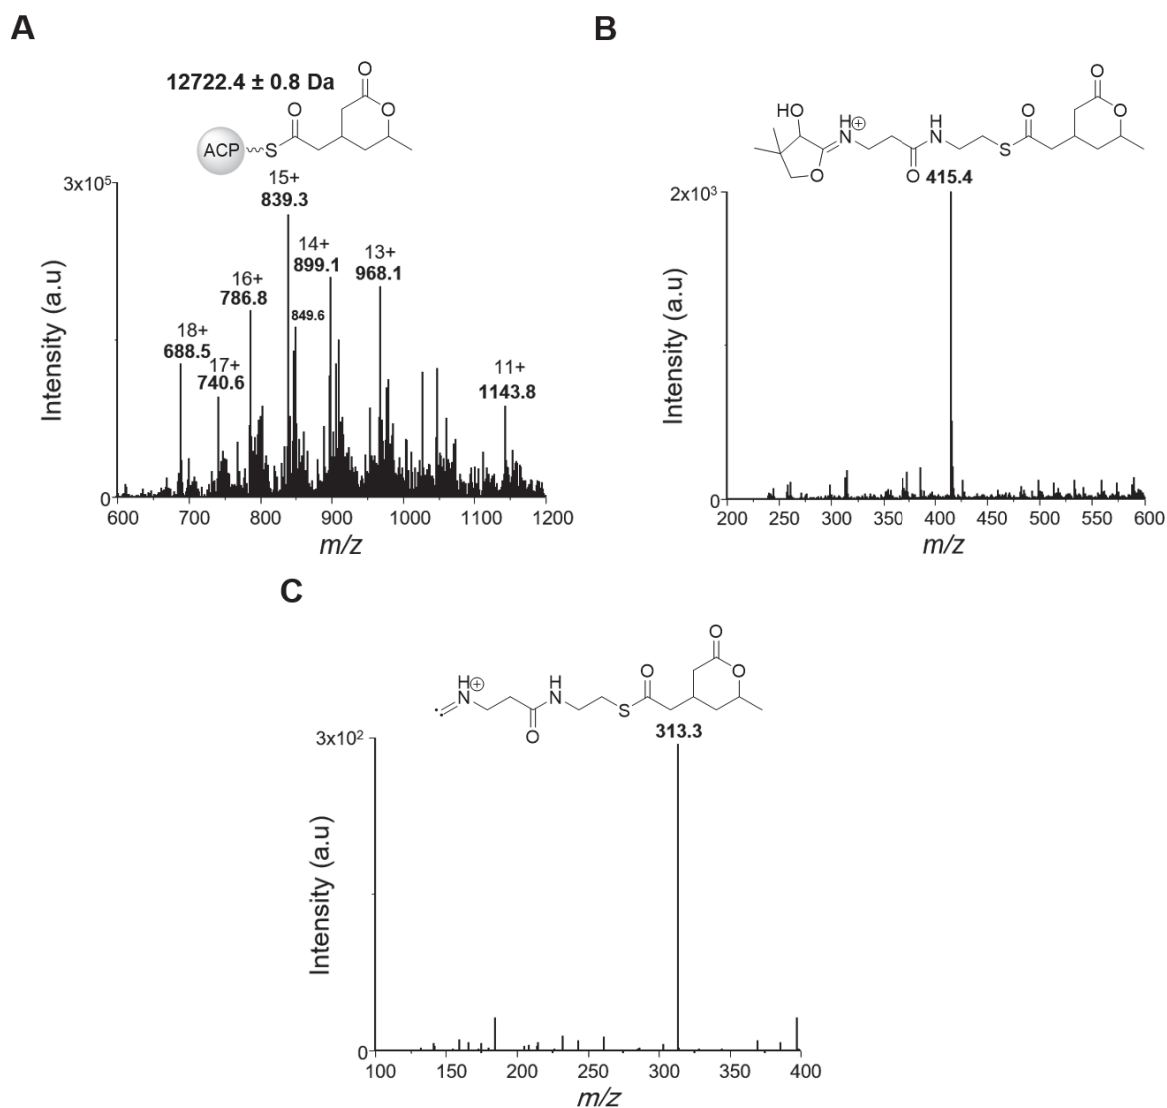 A
12722.4 ± 0.8 Da
O
O
O
ACP
S
15+
839.3
3x10⁵
14+
899.1
13+
968.1
16+
786.8
849.6
18+
688.5
17+
740.6
11+
1143.8
Intensity (a.u)
0
600 700 800 900 1000 1100 1200
m/z
B
O
HO
H
⊕
N
H
N
O
O
S
O
O
415.4
2x10³
Intensity (a.u)
0
200 250 300 350 400 450 500 550 600
m/z
C
O
H
⊕
N
H
N
O
O
S
O
313.3
3x10²
Intensity (a.u)
0
100 150 200 250 300 350 400
m/z